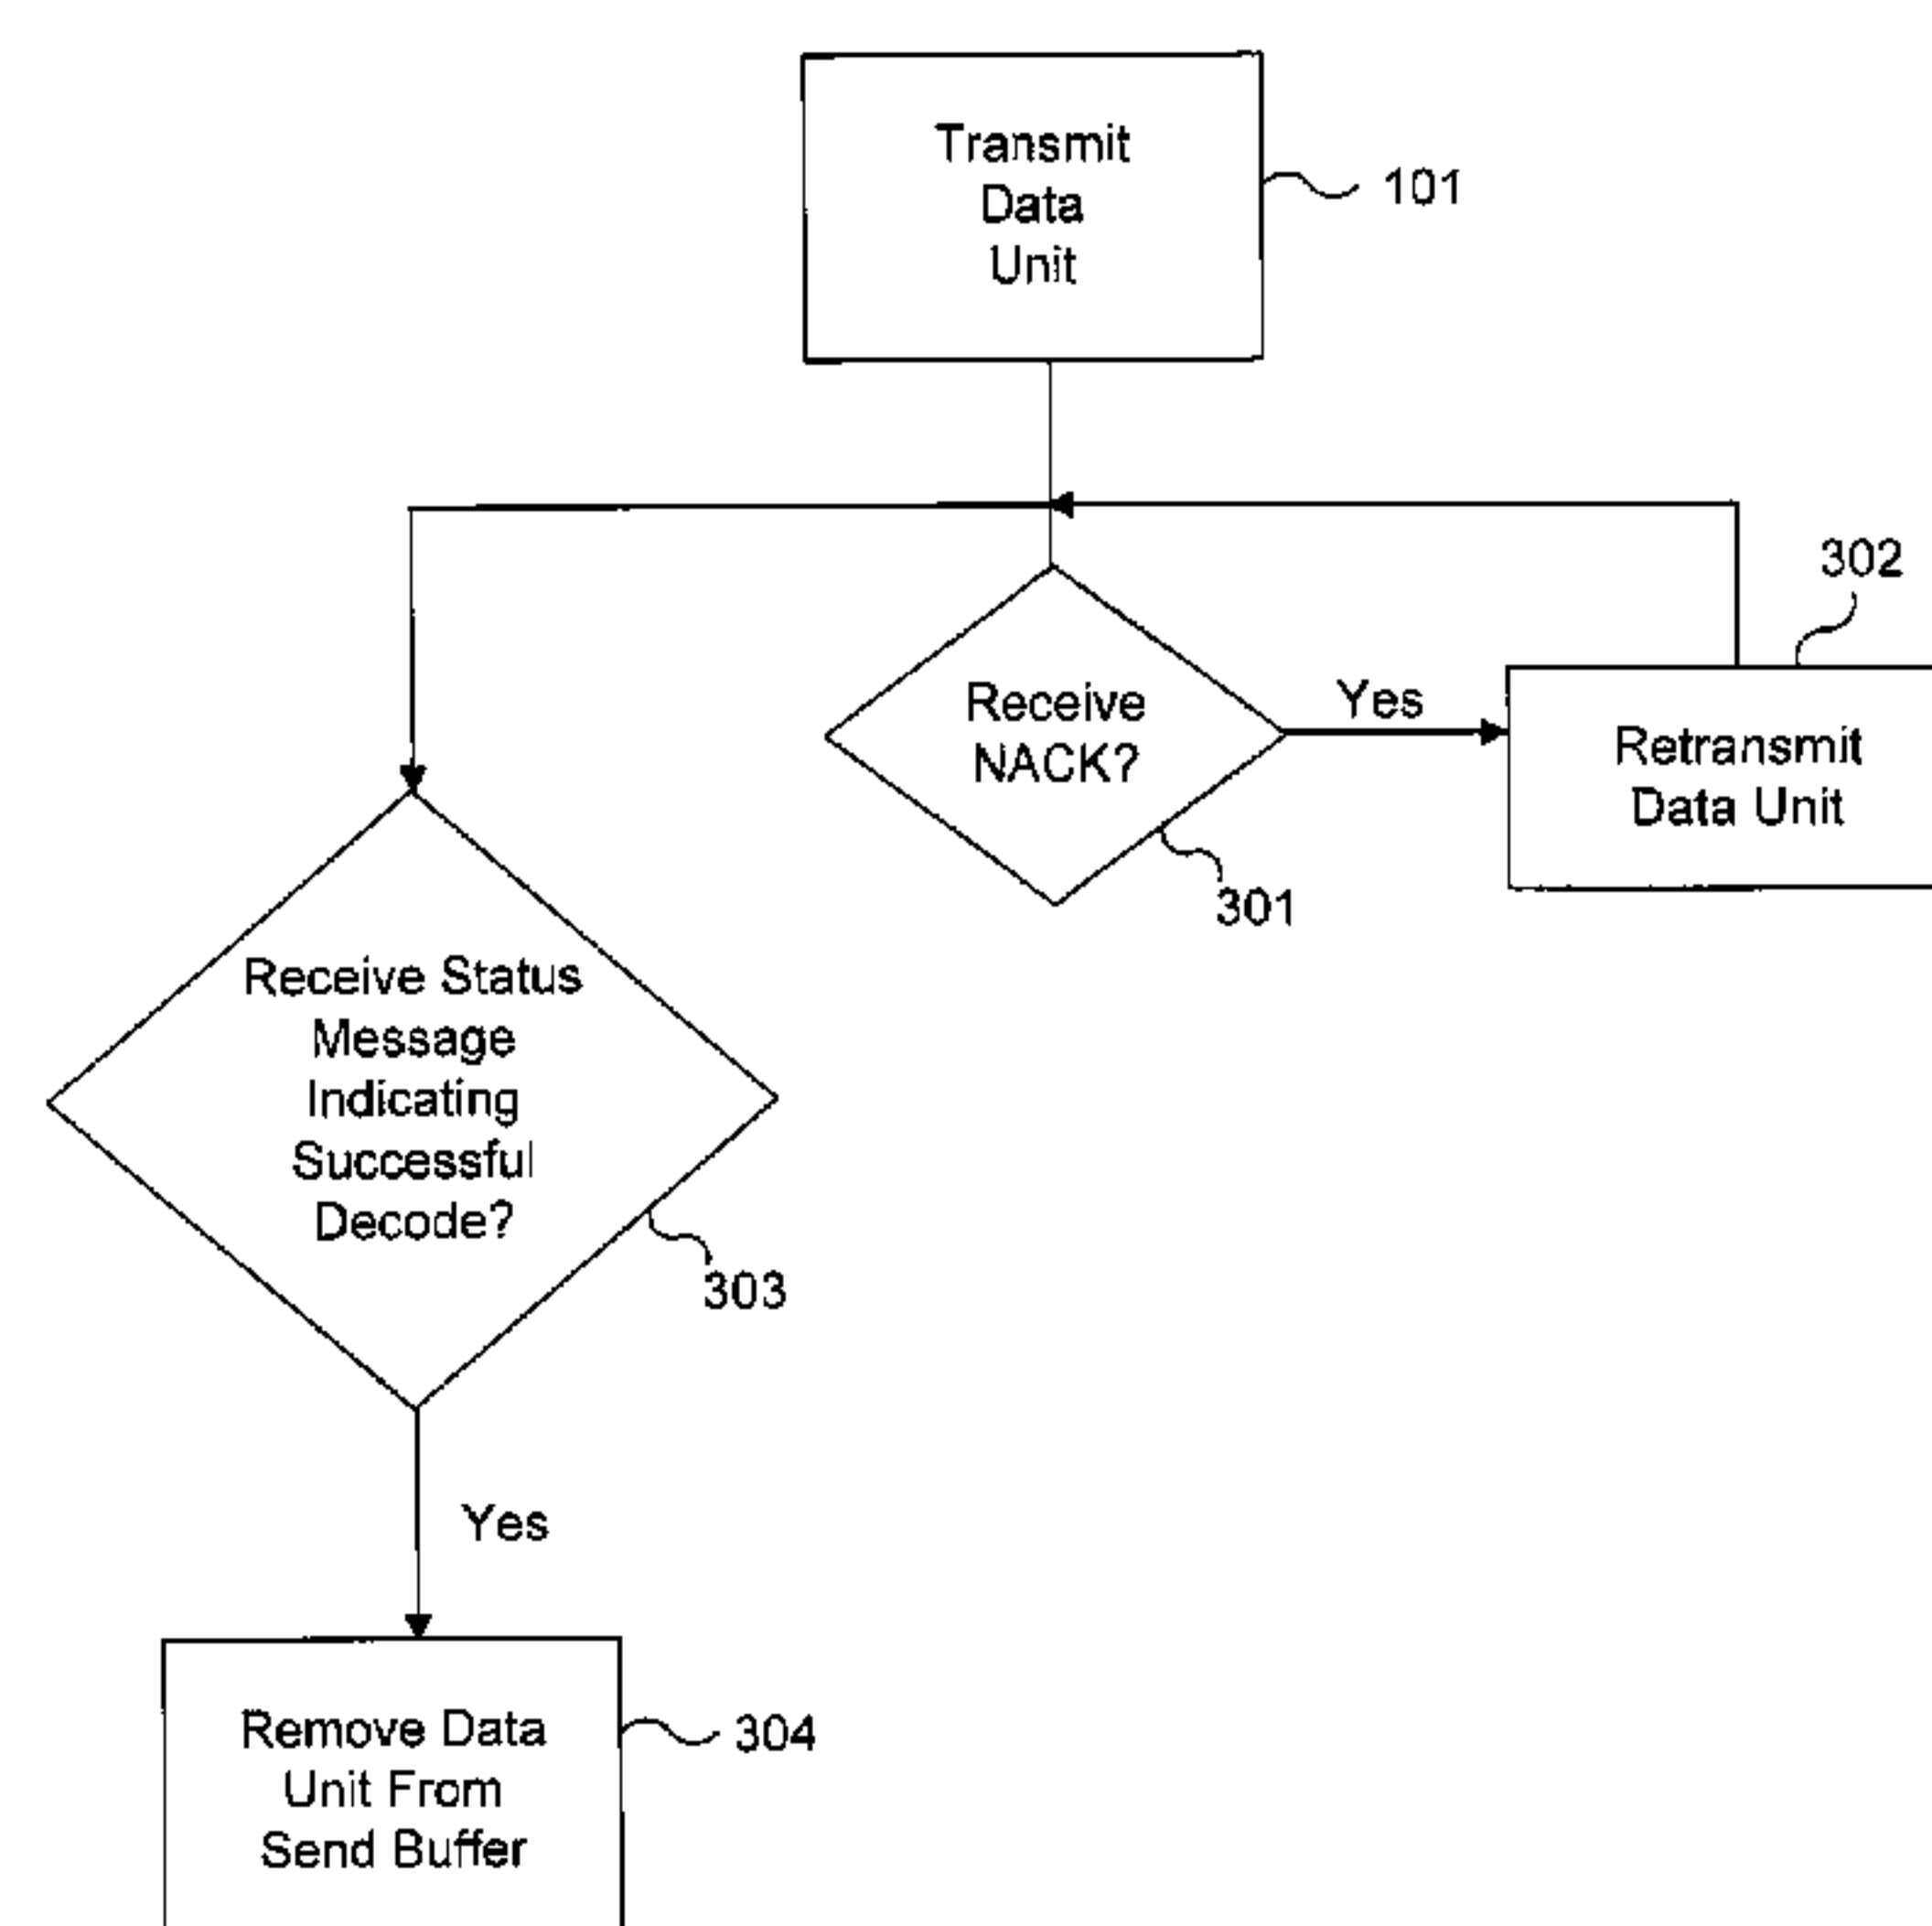 Transmit
Data
Unit
101
302
Receive
NACK?
Yes
Retransmit
Data Unit
301
Receive Status
Message
Indicating
Successful
Decode?
303
Yes
Remove Data
Unit From
Send Buffer
304